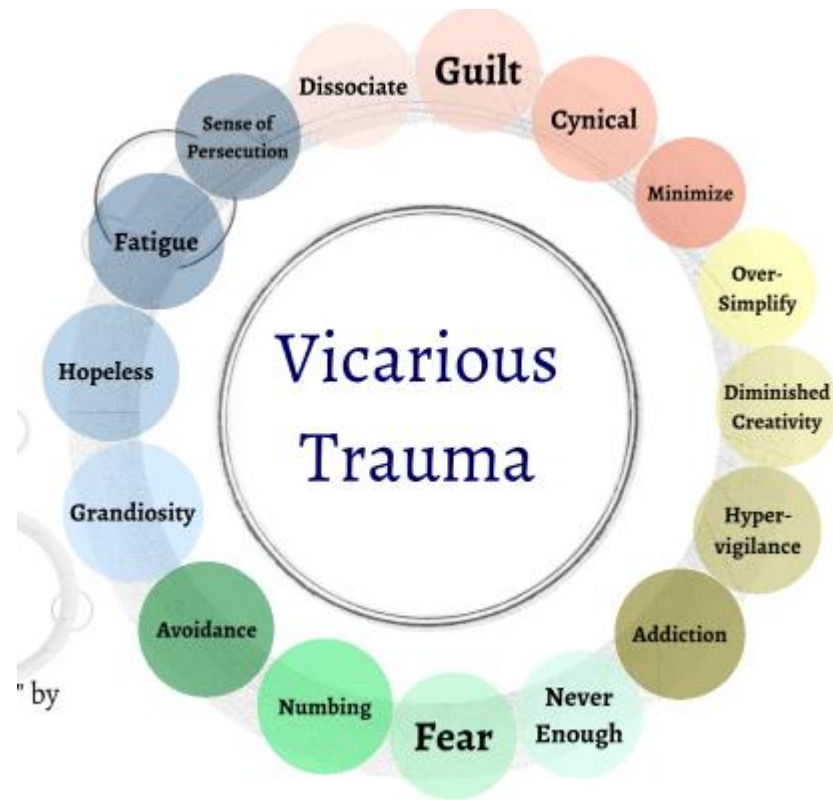 Vicarious
Trauma
Dissociate
Guilt
Cynical
Minimize
Over-
Simplify
Diminished
Creativity
Hyper-
vigilance
Addiction
Never
Enough
Fear
Numbing
Avoidance
Grandiosity
Hopeless
Fatigue
Sense of
Persecution
" by